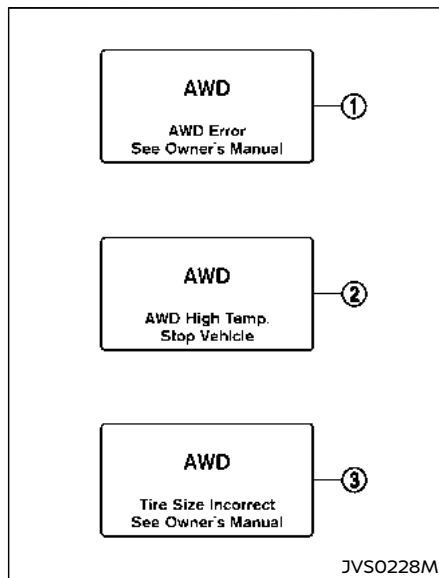 AWD
AWD Error
See Owner's Manual
1
AWD
AWD High Temp.
Stop Vehicle
2
AWD
Tire Size Incorrect
See Owner's Manual
3
JVS0228M